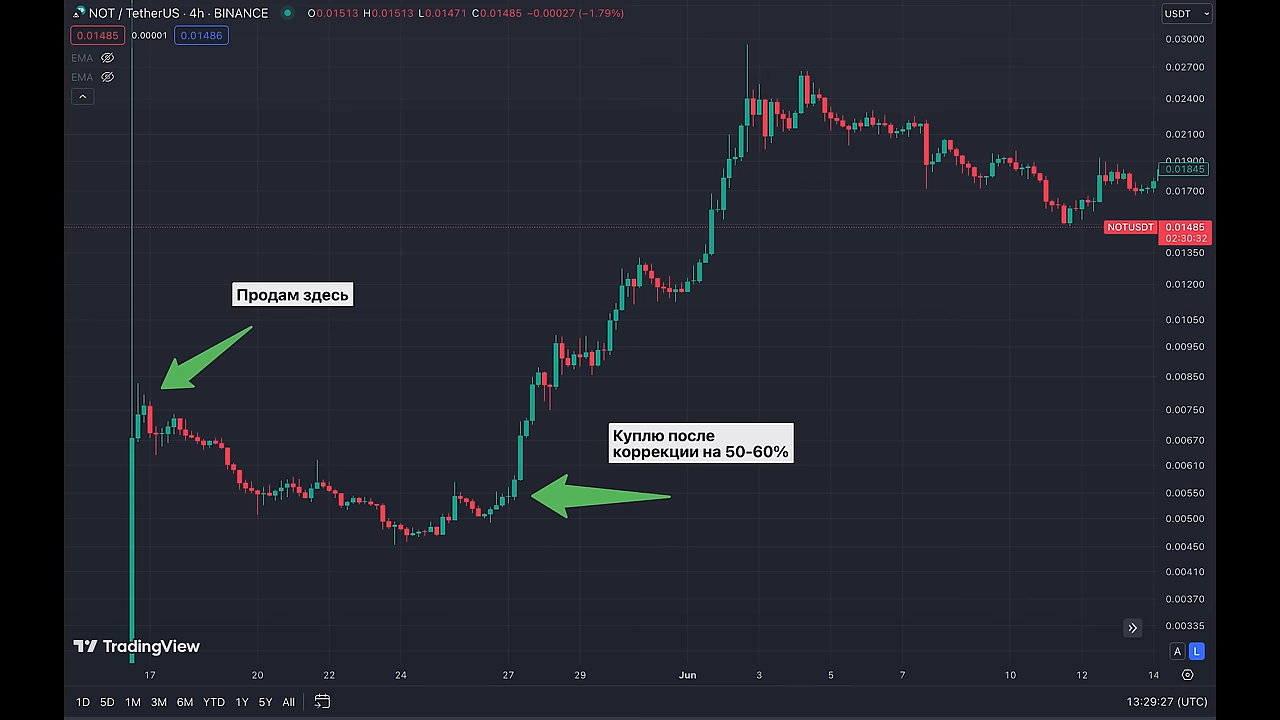 NOT / TetherUS · 4h · BINANCE O0.01513 H0.01513 L0.01471 C0.01485 −0.00027 (−1.79%)
USDT
0.01485 0.00001 0.01486
EMA
EMA
0.03000
0.02700
0.02400
0.02100
0.01900
0.01845
0.01700
NOTUSDT 0.01485
02:30:32
0.01350
0.01200
0.01050
0.00950
0.00850
0.00750
0.00670
0.00610
0.00550
0.00500
0.00450
0.00410
0.00370
0.00335
Продам здесь
Куплю после
коррекции на 50-60%
TradingView
A L
17 20 22 24 27 29 Jun 3 5 7 10 12 14
1D 5D 1M 3M 6M YTD 1Y 5Y All
13:29:27 (UTC)